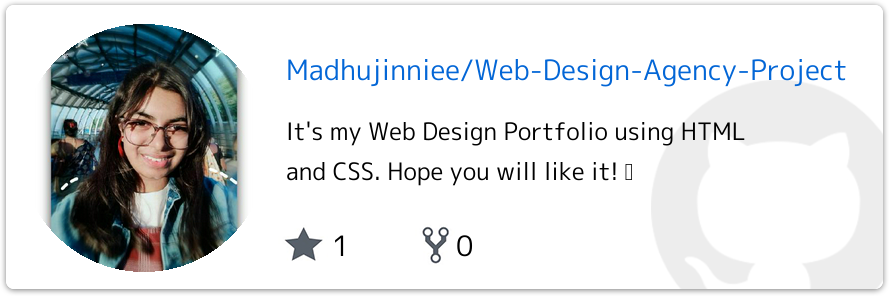 Madhujinniee/Web-Design-Agency-Project
It's my Web Design Portfolio using HTML
and CSS. Hope you will like it! 
1 0